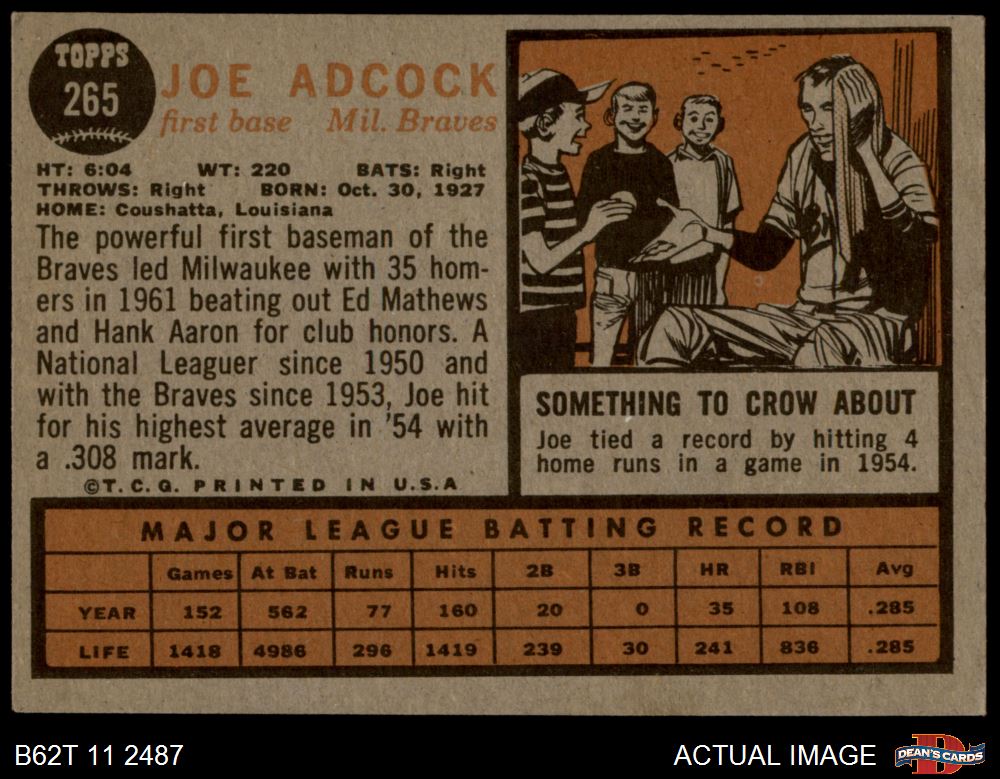 TOPPS
265
JOE ADCOCK
first base Mil. Braves
HT: 6:04 WT: 220 BATS: Right
THROWS: Right BORN: Oct. 30, 1927
HOME: Coushatta, Louisiana
The powerful first baseman of the
Braves led Milwaukee with 35 hom-
ers in 1961 beating out Ed Mathews
and Hank Aaron for club honors. A
National Leaguer since 1950 and
with the Braves since 1953, Joe hit
for his highest average in '54 with
a .308 mark.
©T.C.G. PRINTED IN U.S.A
SOMETHING TO CROW ABOUT
Joe tied a record by hitting 4
home runs in a game in 1954.
MAJOR LEAGUE BATTING RECORD
Games At Bat Runs Hits 2B 3B HR RBI Avg
YEAR 152 562 77 160 20 0 35 108 .285
LIFE 1418 4986 296 1419 239 30 241 836 .285
B62T 11 2487
ACTUAL IMAGE
D
DEAN'S CARDS